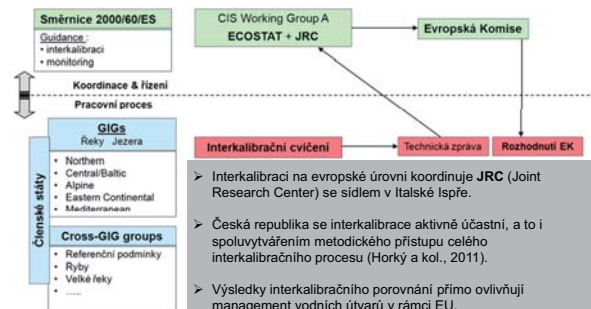 Směrnice 2000/60/ES
Guidance :
• interkalibraci
• monitoring
CIS Working Group A
ECOSTAT + JRC
Evropská Komise
Koordinace & řízení
Pracovní proces
Členské státy
GIGs
Řeky Jezera
• Northern
• Central/Baltic
• Alpine
• Eastern Continental
• Mediterranean
Cross-GIG groups
• Referenční podmínky
• Ryby
• Velké řeky
• .....
Interkalibrační cvičení
Technická zpráva
Rozhodnutí EK
➢ Interkalibraci na evropské úrovni koordinuje JRC (Joint
Research Center) se sídlem v Italské Ispře.
➢ Česká republika se interkalibrace aktivně účastní, a to i
spoluvytvářením metodického přístupu celého
interkalibračního procesu (Horký a kol., 2011).
➢ Výsledky interkalibračního porovnání přímo ovlivňují
management vodních útvarů v rámci EU.